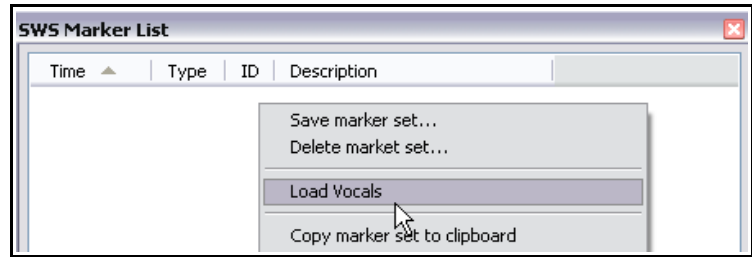 SWS Marker List
Time Type ID Description
Save marker set...
Delete market set...
Load Vocals
Copy marker set to clipboard